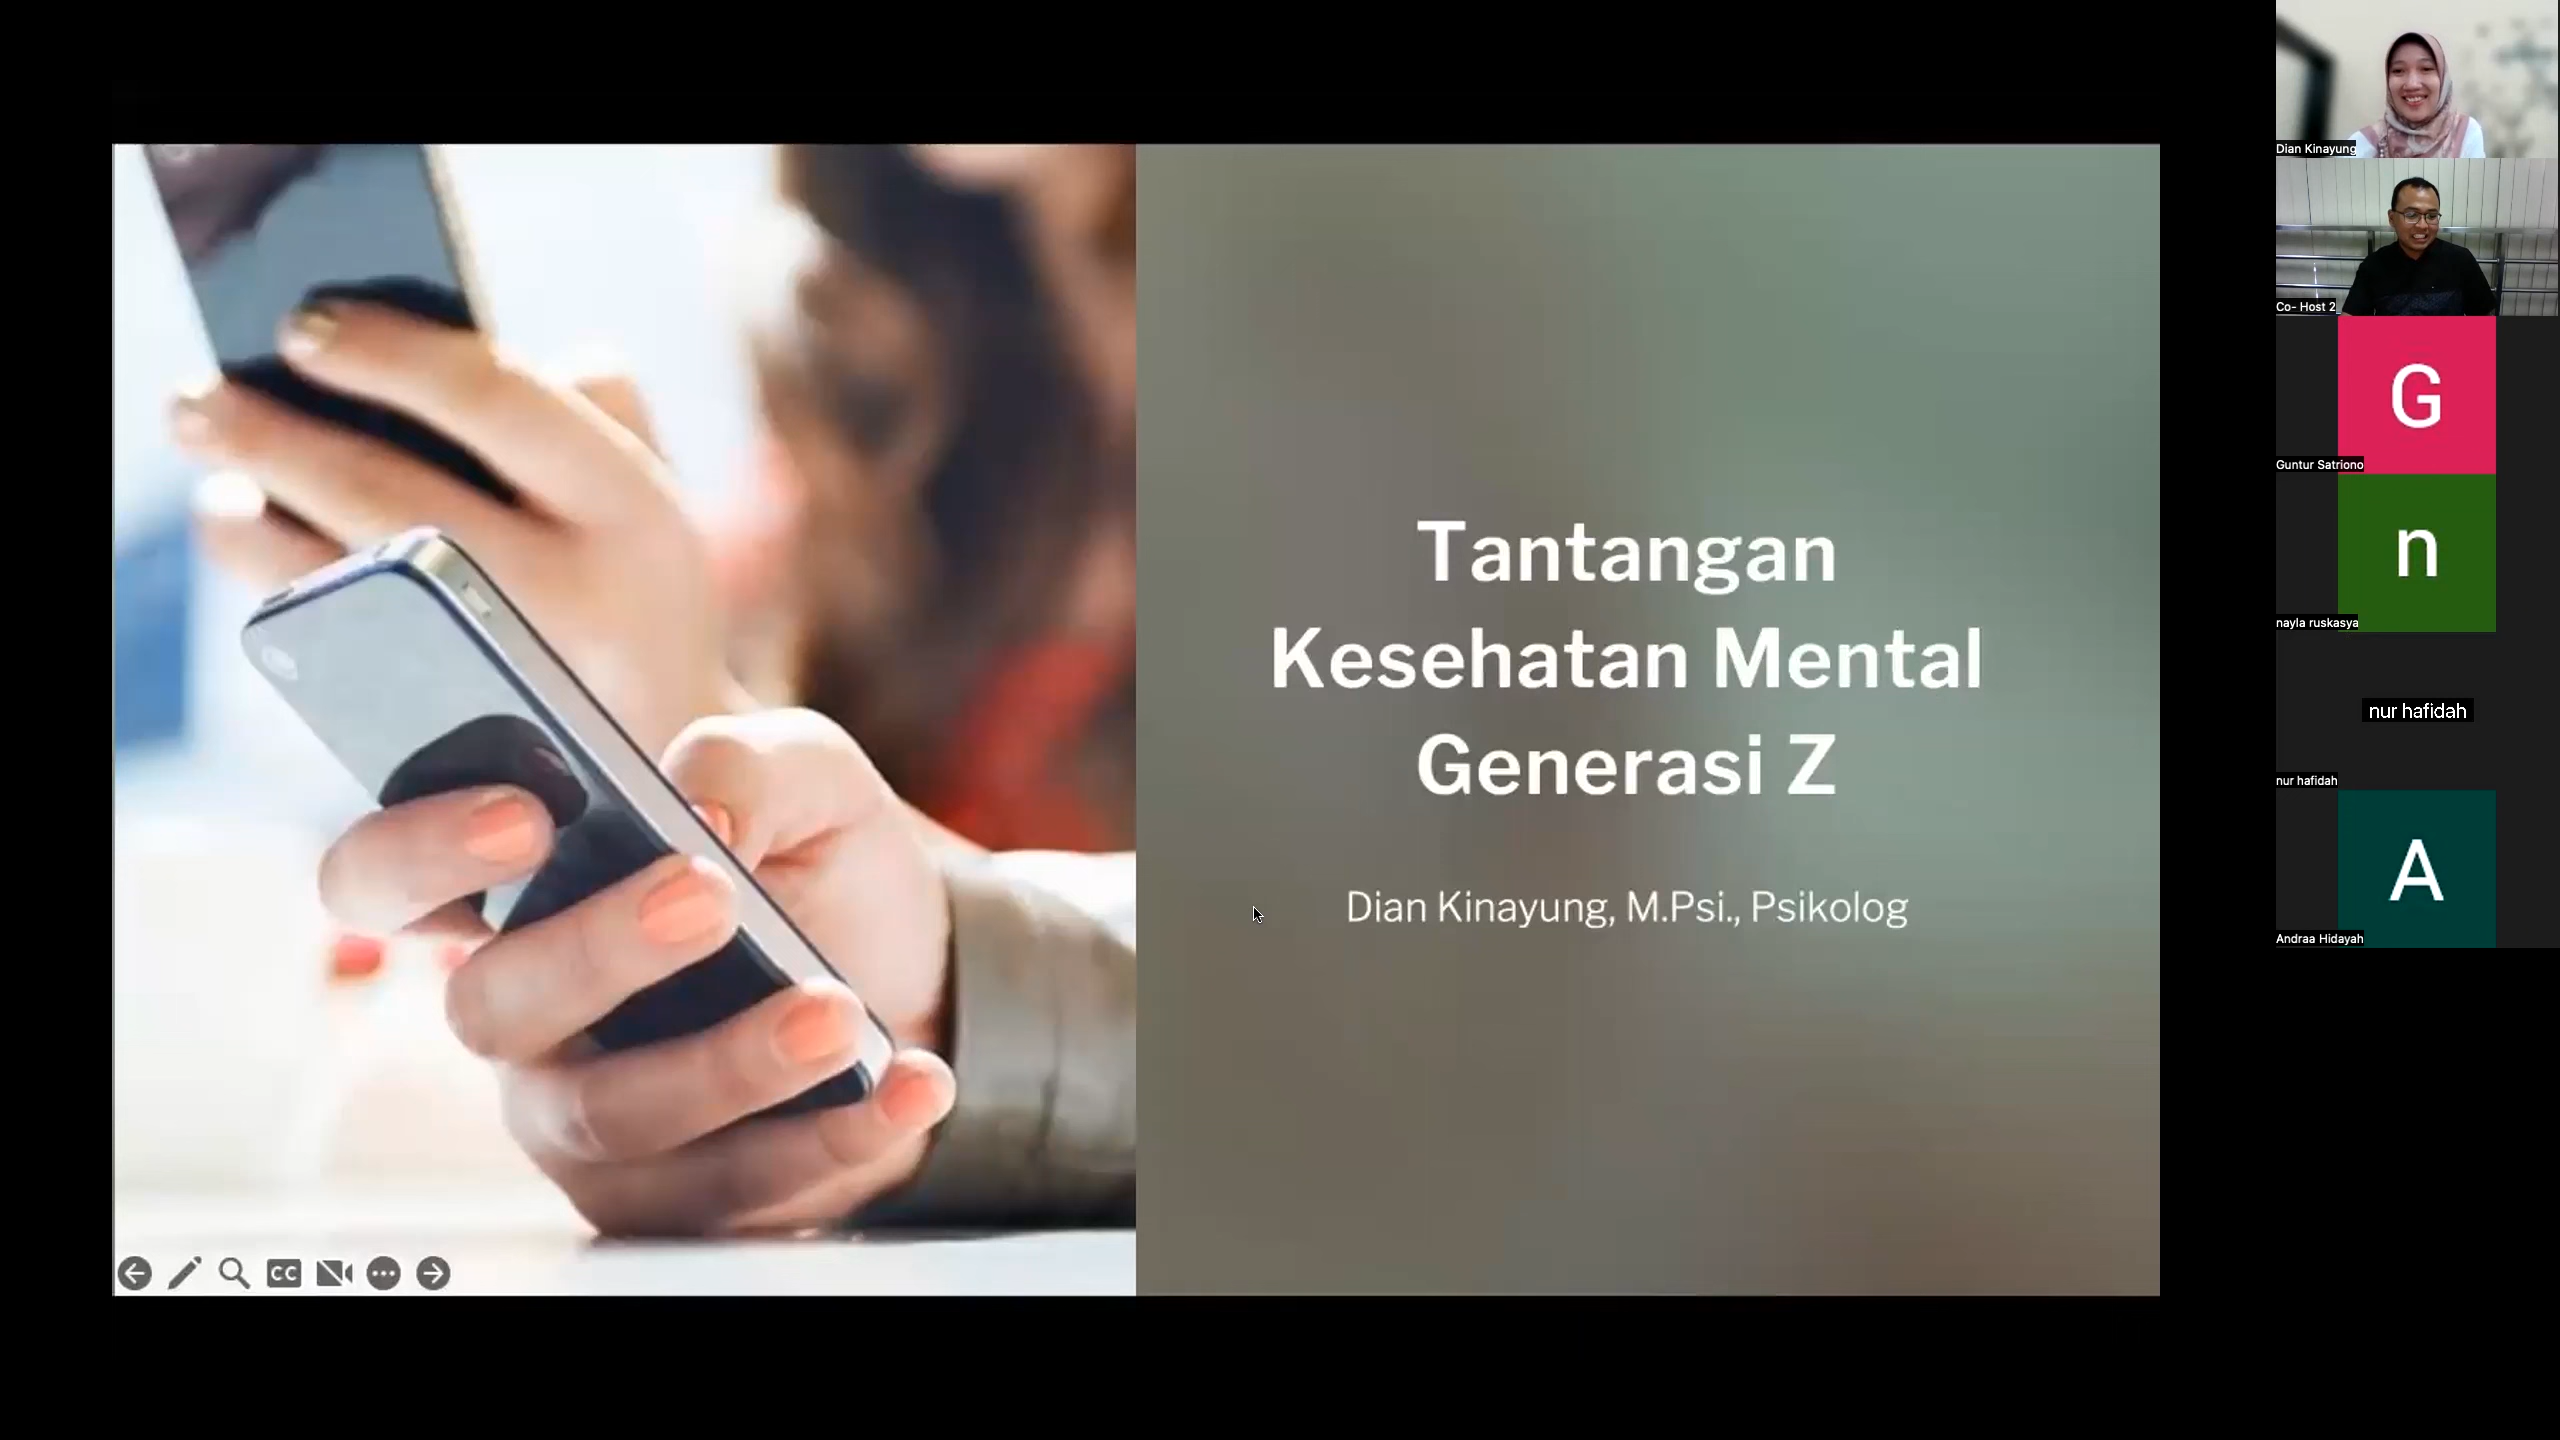 Tantangan
Kesehatan Mental
Generasi Z
Dian Kinayung, M.Psi., Psikolog
CC
Dian Kinayung
Co- Host 2
G
Guntur Satriono
n
nayla ruskasya
nur hafidah
nur hafidah
A
Andraa Hidayah